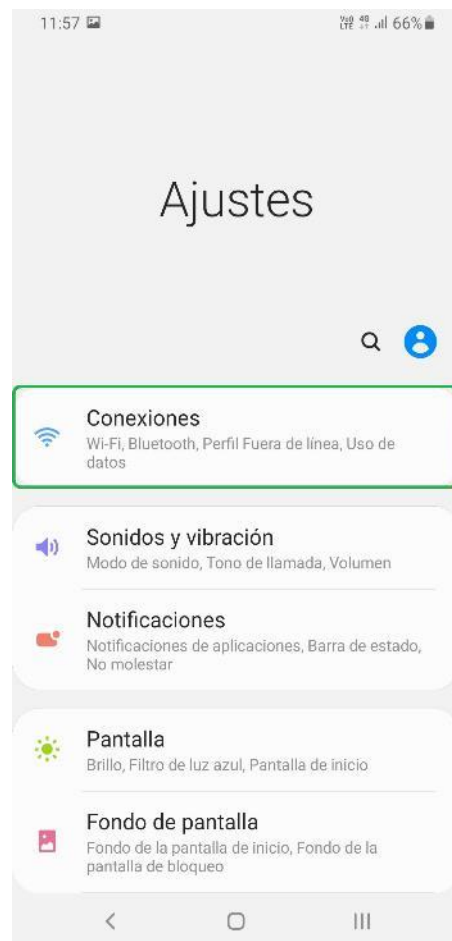 11:57
Vo) 4G LTE 66%
Ajustes
Conexiones
Wi-Fi, Bluetooth, Perfil Fuera de línea, Uso de
datos
Sonidos y vibración
Modo de sonido, Tono de llamada, Volumen
Notificaciones
Notificaciones de aplicaciones, Barra de estado,
No molestar
Pantalla
Brillo, Filtro de luz azul, Pantalla de inicio
Fondo de pantalla
Fondo de la pantalla de inicio, Fondo de la
pantalla de bloqueo